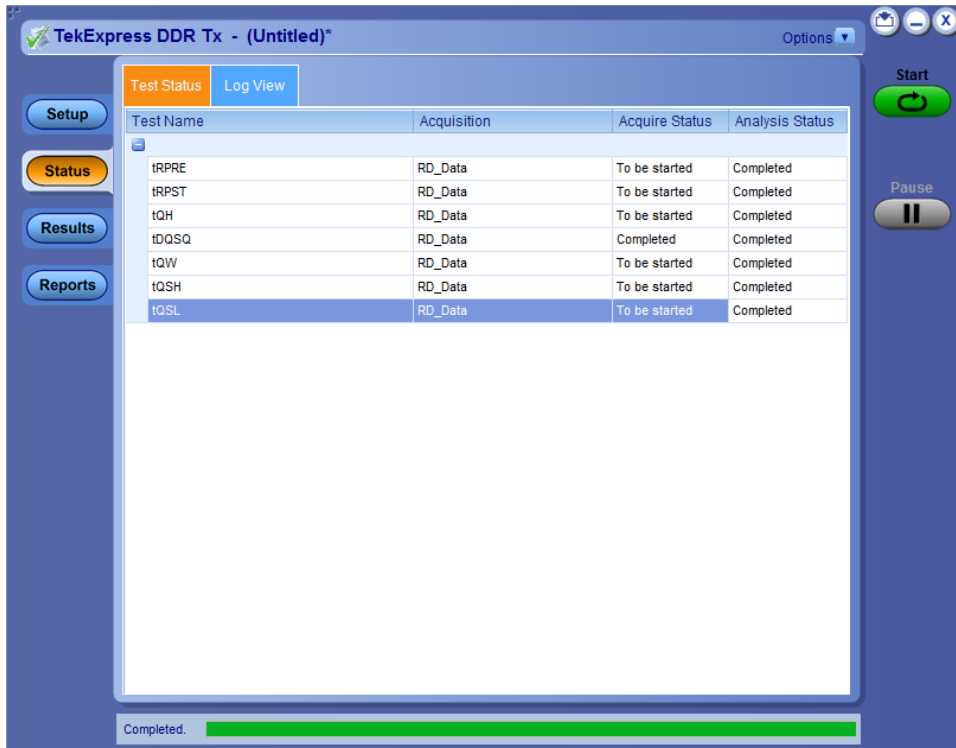 TekExpress DDR Tx - (Untitled)*
Options
X
Start
Pause
Setup
Status
Results
Reports
Test Status Log View
Test Name Acquisition Acquire Status Analysis Status
tRPRE RD_Data To be started Completed
tRPST RD_Data To be started Completed
tQH RD_Data To be started Completed
tDQSQ RD_Data Completed Completed
tQW RD_Data To be started Completed
tQSH RD_Data To be started Completed
tQSL RD_Data To be started Completed
Completed.